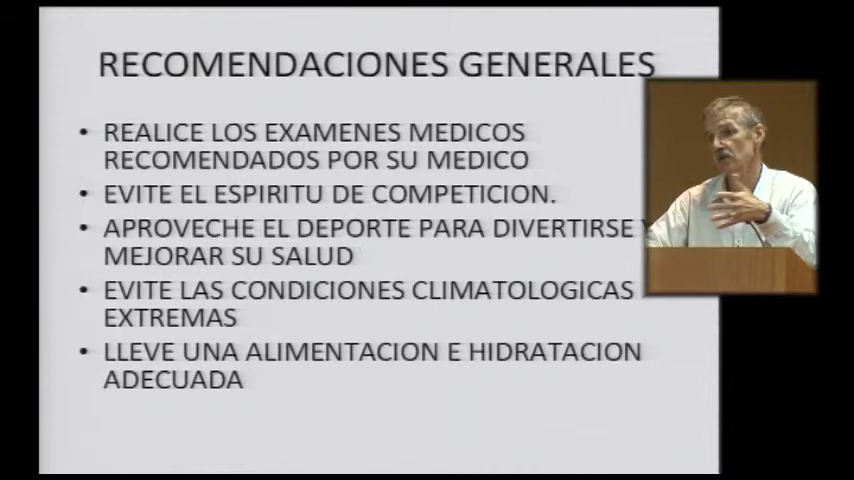 RECOMENDACIONES GENERALES
• REALICE LOS EXAMENES MEDICOS
RECOMENDADOS POR SU MEDICO
• EVITE EL ESPIRITU DE COMPETICION.
• APROVECHE EL DEPORTE PARA DIVERTIRSE Y
MEJORAR SU SALUD
• EVITE LAS CONDICIONES CLIMATOLOGICAS
EXTREMAS
• LLEVE UNA ALIMENTACION E HIDRATACION
ADECUADA